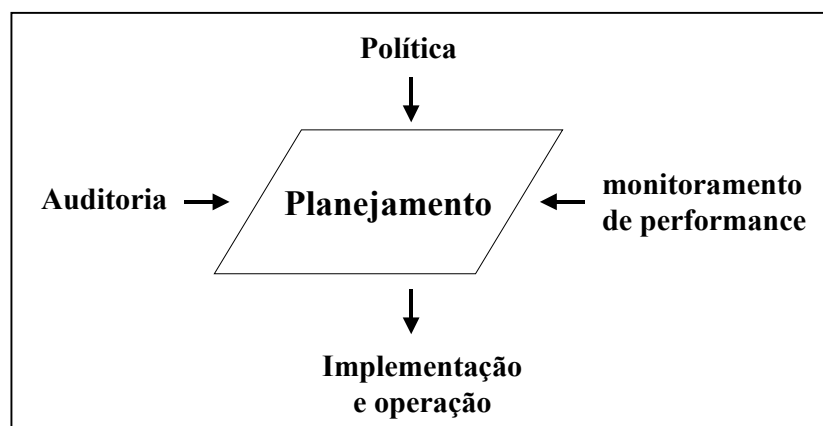 Política
Auditoria
Planejamento
monitoramento
de performance
Implementação
e operação